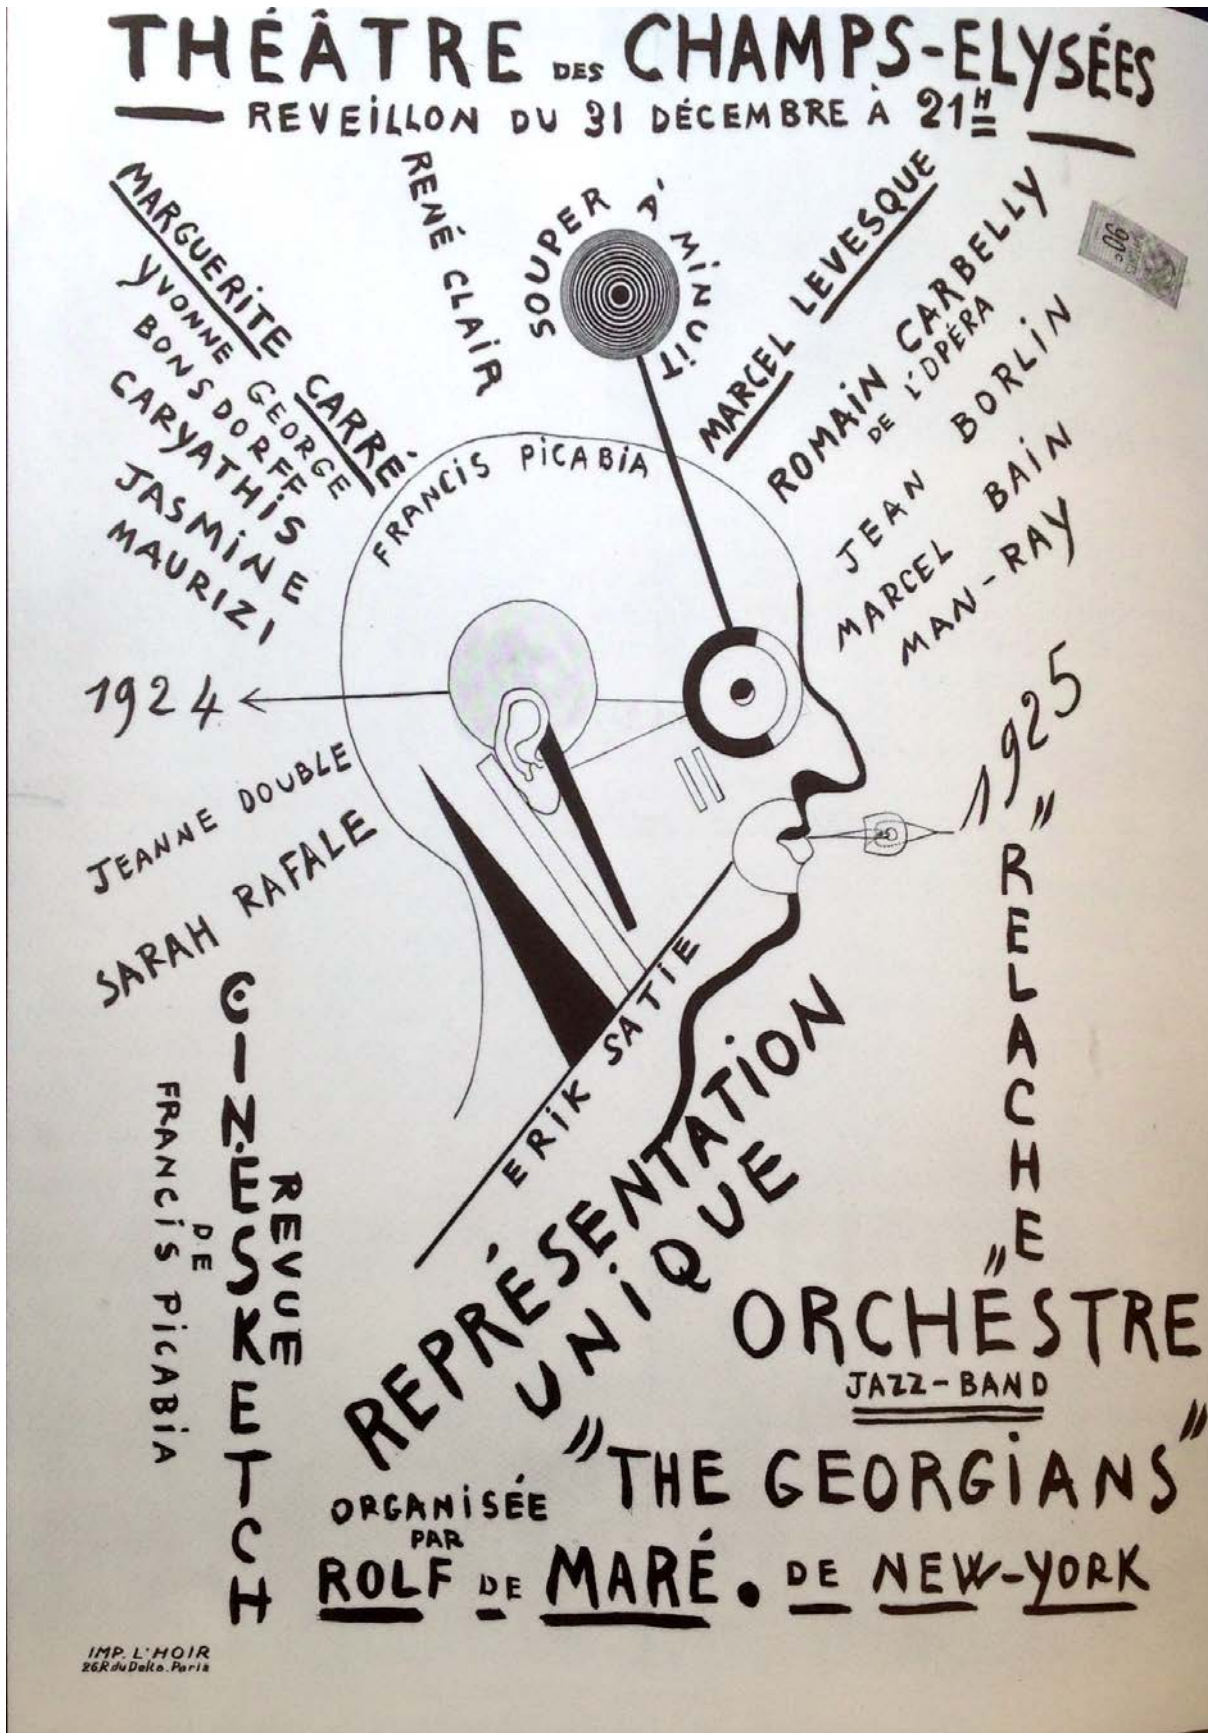 THÉÂTRE DES CHAMPS-ELYSÉES
REVEiLLON DU 31 DÉCEMBRE À 21H
MARGUERiTE CARRÉ
YVONNE GEORGE
BONSDORFF
CARYATHiS
JASMiNE
MAURIZI
RENÉ CLAiR
SOUPER À MiNUiT
MARCEL LEVESQUE
ROMAiN CARBELLY
DE L'OPÉRA
JEAN BORLiN
MARCEL BAiN
MAN-RAY
FRANCiS PiCABiA
1924
1925
JEANNE DOUBLE
SARAH RAFALE
"RELACHE"
ERiK SATiE
CINÉSKETCH
REVUE
DE
FRANCiS PiCABiA
REPRÉSENTATiON
UNiQUE
ORCHESTRE
JAZZ-BAND
"THE GEORGiANS"
DE NEW-YORK
ORGANiSÉE
PAR
ROLF DE MARÉ.
90c
IMP. L'HOIR
26.R du Delta. Paris